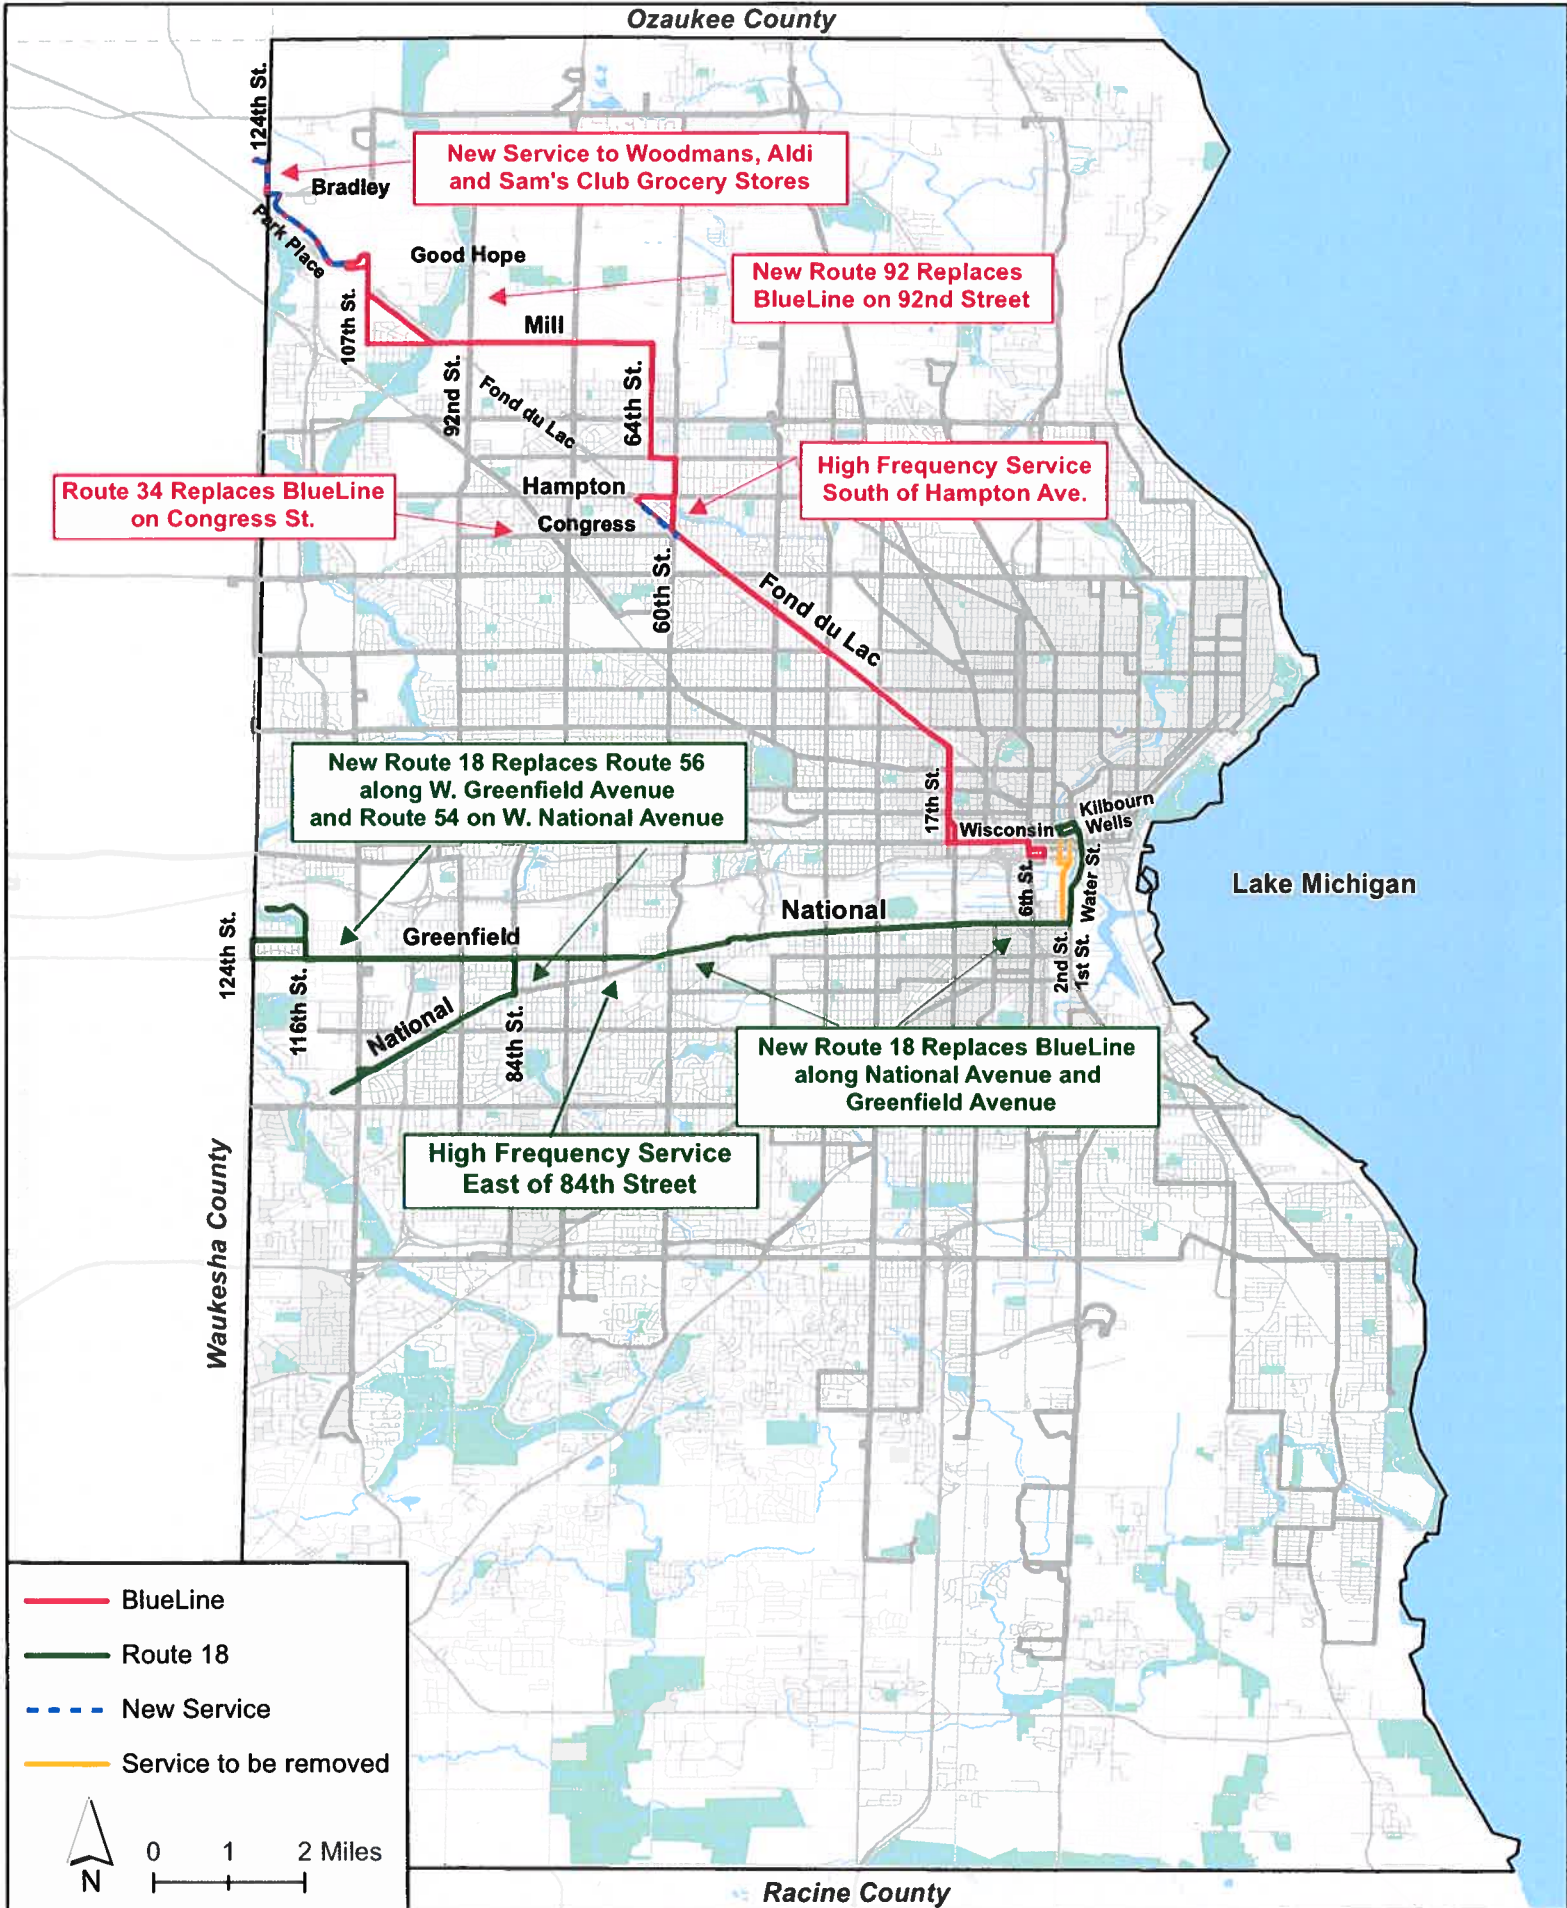 Ozaukee County
124th St.
New Service to Woodmans, Aldi
and Sam's Club Grocery Stores
Bradley
Park Place
Good Hope
New Route 92 Replaces
BlueLine on 92nd Street
107th St.
Mill
92nd St.
Fond du Lac
64th St.
High Frequency Service
South of Hampton Ave.
Route 34 Replaces BlueLine
on Congress St.
Hampton
Congress
60th St.
Fond du Lac
New Route 18 Replaces Route 56
along W. Greenfield Avenue
and Route 54 on W. National Avenue
17th St.
Kilbourn
Wells
Wisconsin
6th St.
Water St.
Lake Michigan
National
Greenfield
124th St.
116th St.
National
84th St.
2nd St.
1st St.
New Route 18 Replaces BlueLine
along National Avenue and
Greenfield Avenue
High Frequency Service
East of 84th Street
Waukesha County
BlueLine
Route 18
New Service
Service to be removed
N
0 1 2 Miles
Racine County